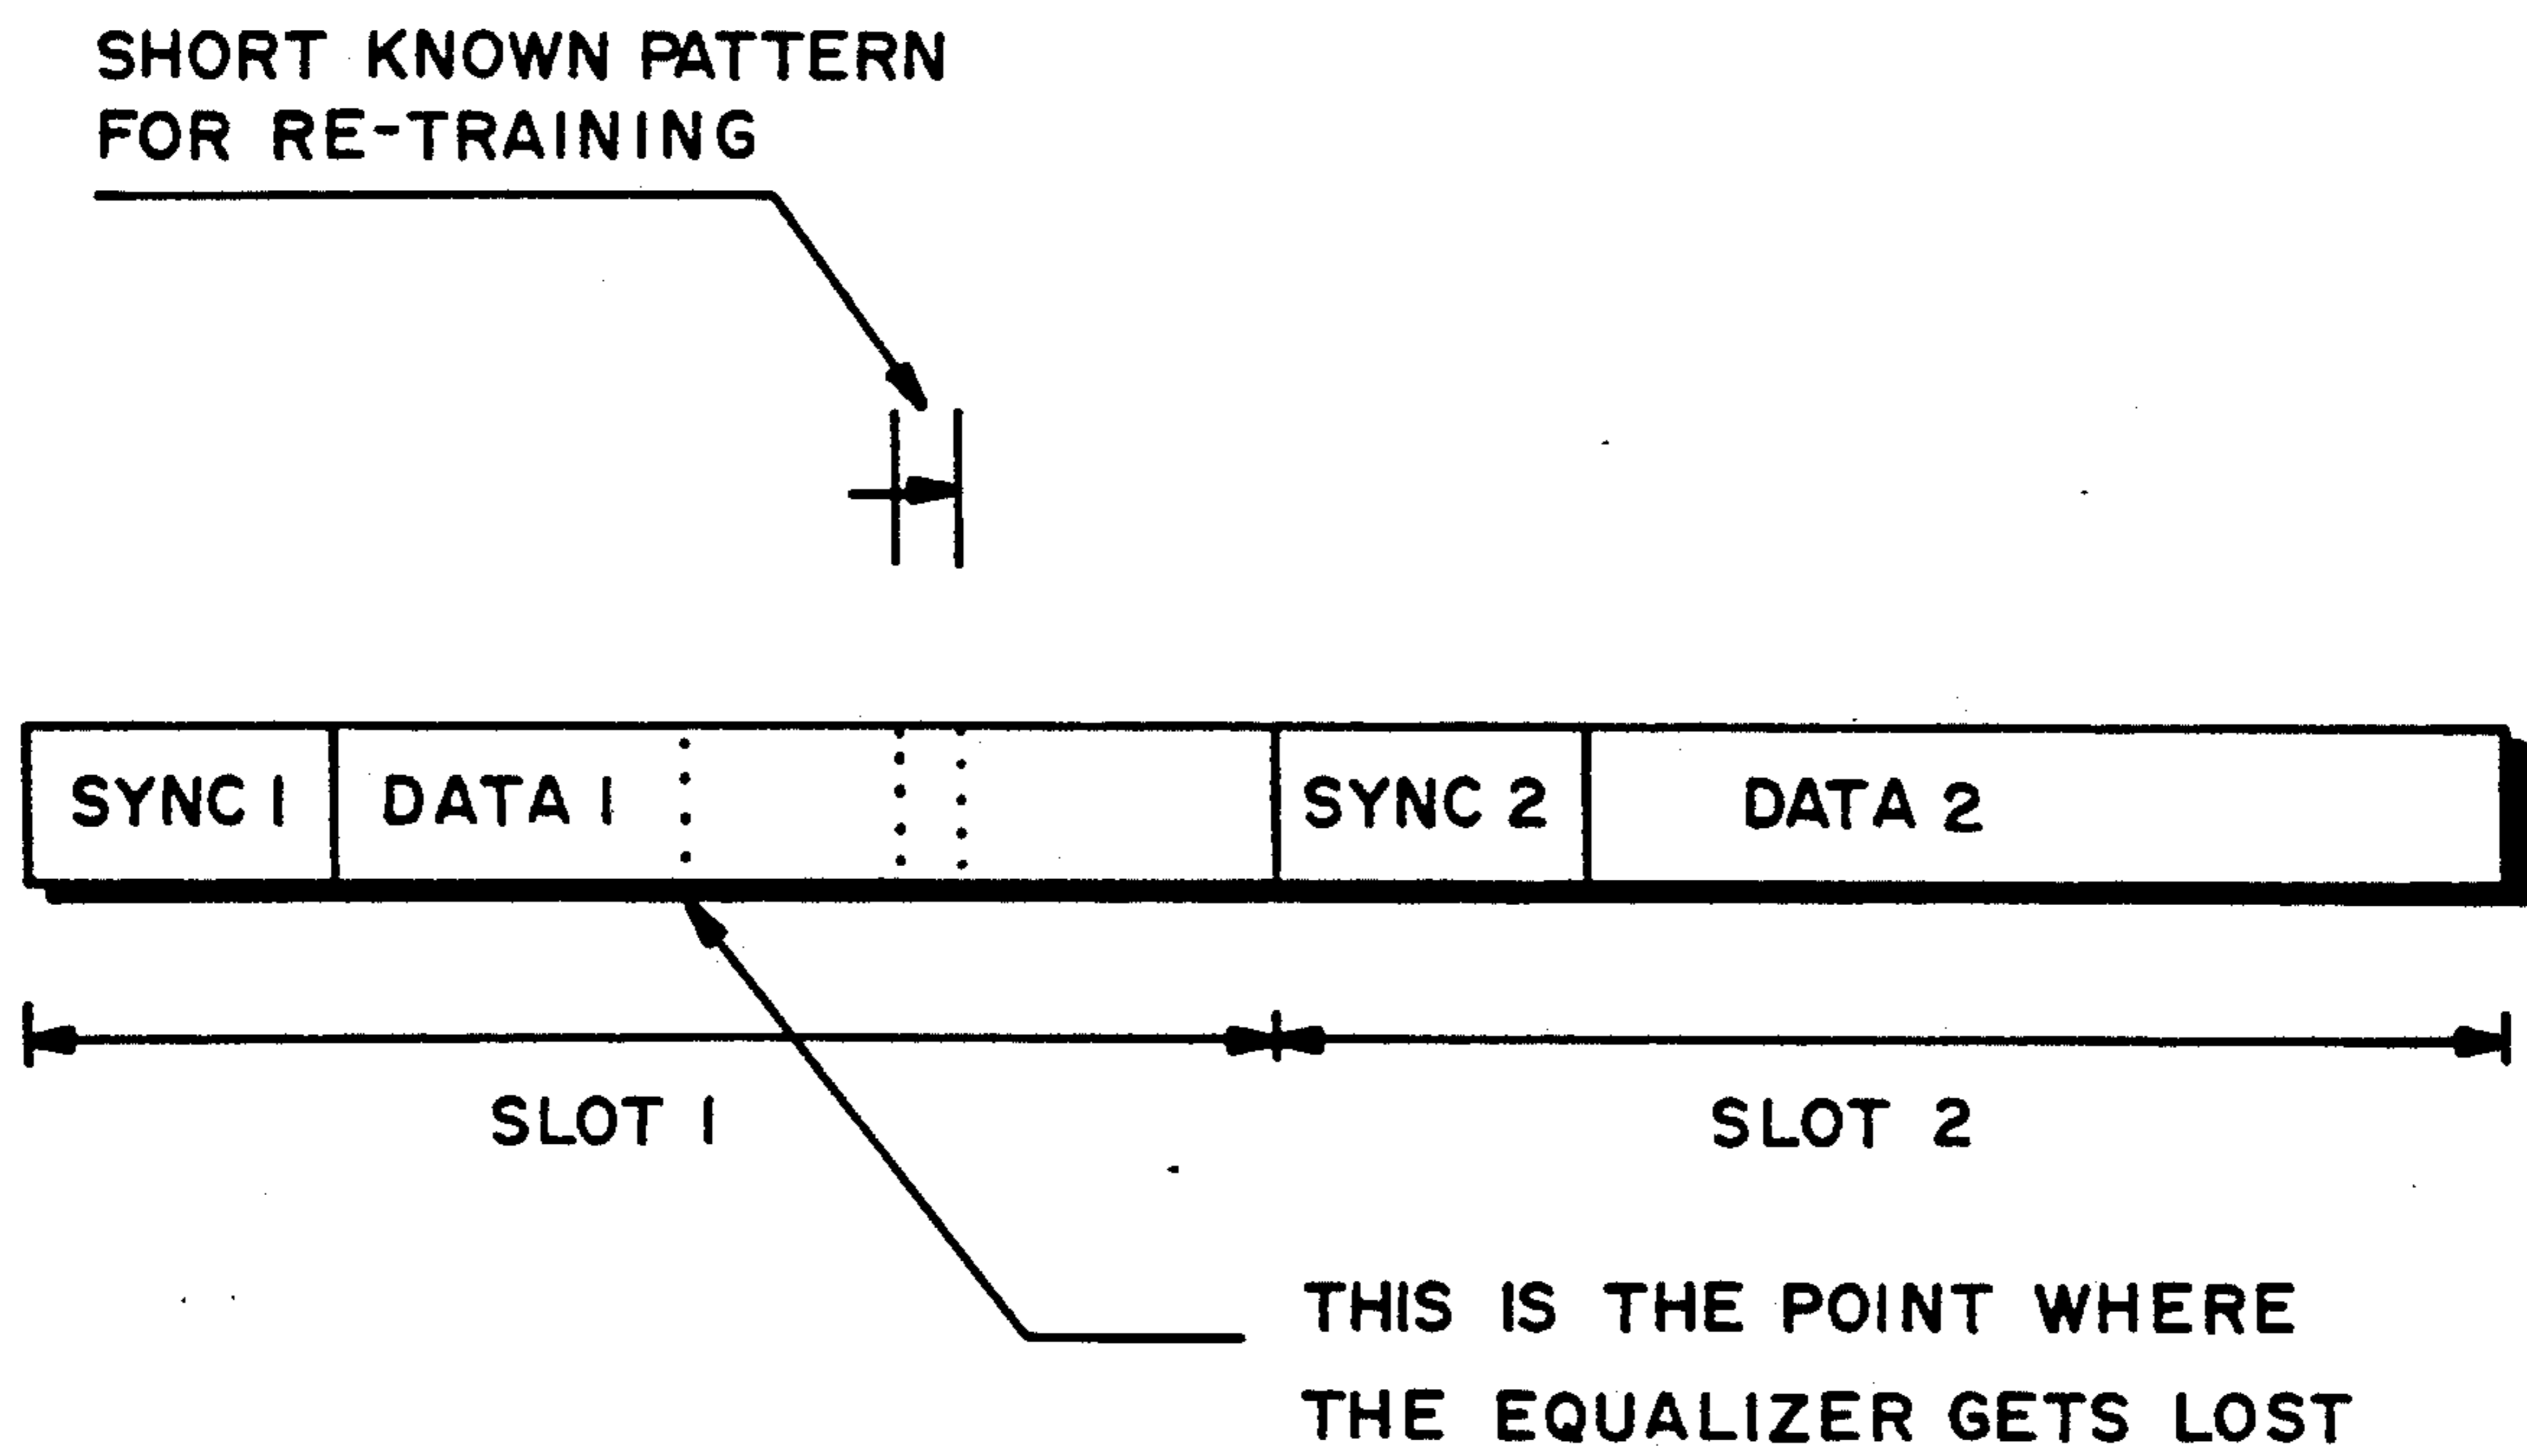 SHORT KNOWN PATTERN
FOR RE-TRAINING
SYNC 1
DATA 1
SYNC 2
DATA 2
SLOT 1
SLOT 2
THIS IS THE POINT WHERE
THE EQUALIZER GETS LOST